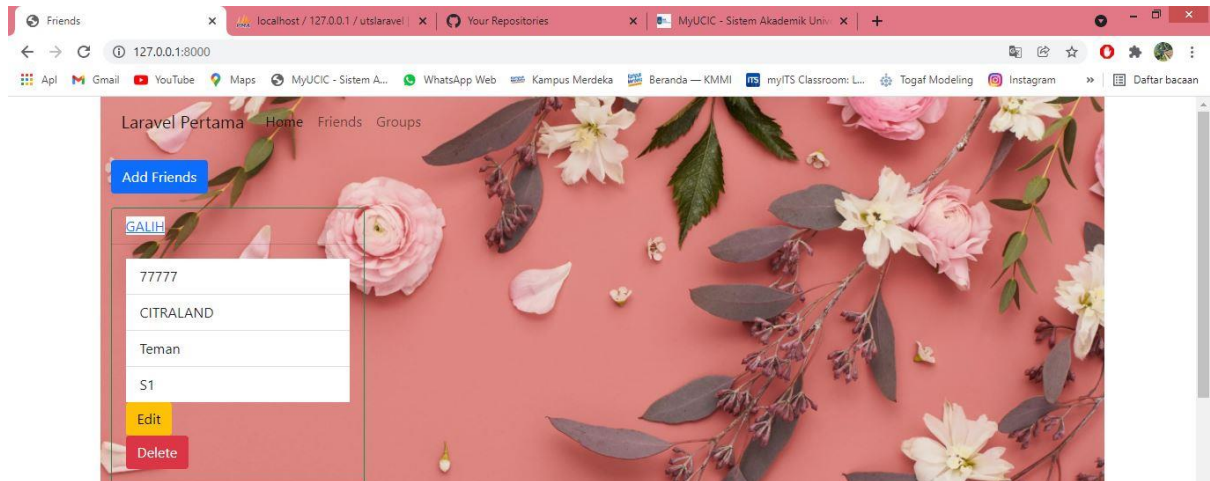 Friends
localhost / 127.0.0.1 / utslaravel |
Your Repositories
MyUCIC - Sistem Akademik Univ
127.0.0.1:8000
Apl
Gmail
YouTube
Maps
MyUCIC - Sistem A...
WhatsApp Web
Kampus Merdeka
Beranda — KMMI
myITS Classroom: L...
Togaf Modeling
Instagram
»
Daftar bacaan
Laravel Pertama
Home
Friends
Groups
Add Friends
GALIH
77777
CITRALAND
Teman
S1
Edit
Delete